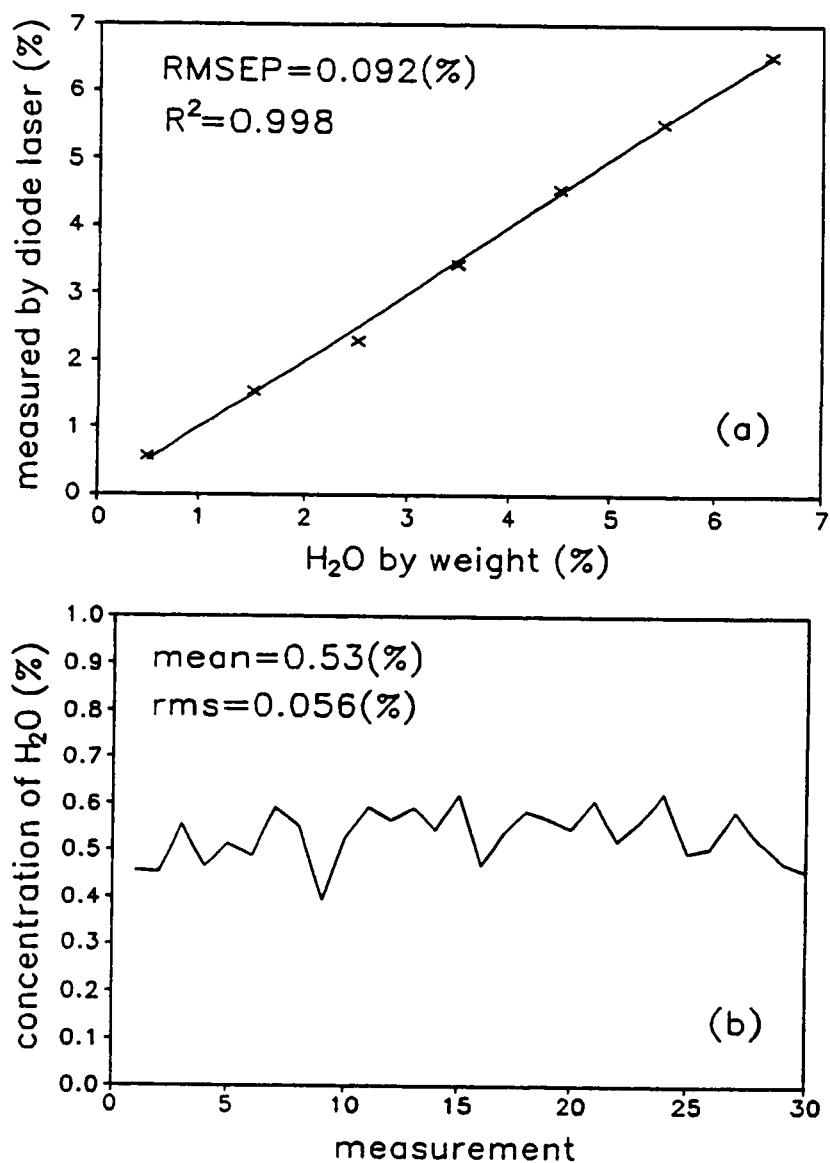 7
6
5
4
3
2
1
0
measured by diode laser (%)
RMSEP=0.092(%)
R²=0.998
(a)
0 1 2 3 4 5 6 7
H₂O by weight (%)
1.0
0.9
0.8
0.7
0.6
0.5
0.4
0.3
0.2
0.1
0.0
concentration of H₂O (%)
mean=0.53(%)
rms=0.056(%)
(b)
0 5 10 15 20 25 30
measurement